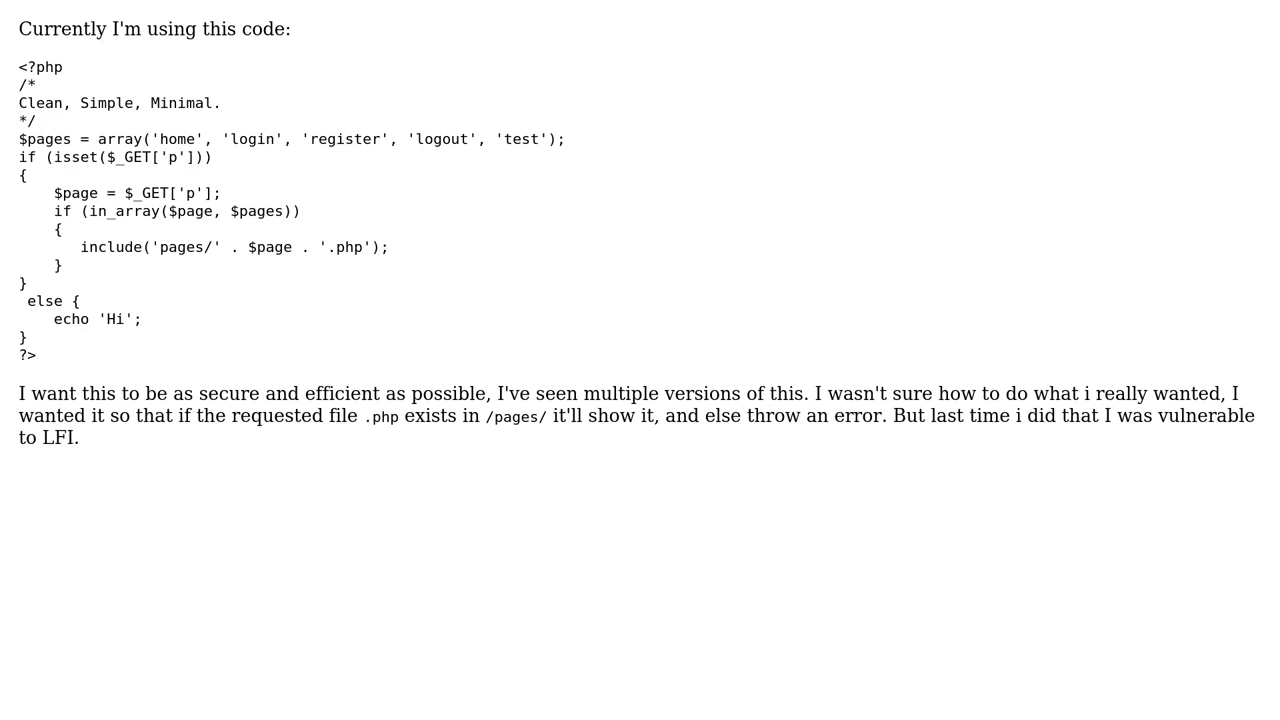 Currently I'm using this code:
<?php
/*
Clean, Simple, Minimal.
*/
$pages = array('home', 'login', 'register', 'logout', 'test');
if (isset($_GET['p']))
{
    $page = $_GET['p'];
    if (in_array($page, $pages))
    {
       include('pages/' . $page . '.php');
    }
}
 else {
    echo 'Hi';
}
?>
I want this to be as secure and efficient as possible, I've seen multiple versions of this. I wasn't sure how to do what i really wanted, I
wanted it so that if the requested file .php exists in /pages/ it'll show it, and else throw an error. But last time i did that I was vulnerable
to LFI.